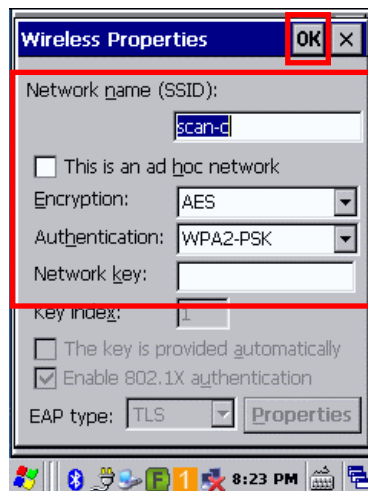 Wireless Properties OK ×
Network name (SSID):
scan-c
This is an ad hoc network
Encryption: AES
Authentication: WPA2-PSK
Network key:
Key index: 1
The key is provided automatically
Enable 802.1X authentication
EAP type: TLS Properties
F 1 8:23 PM